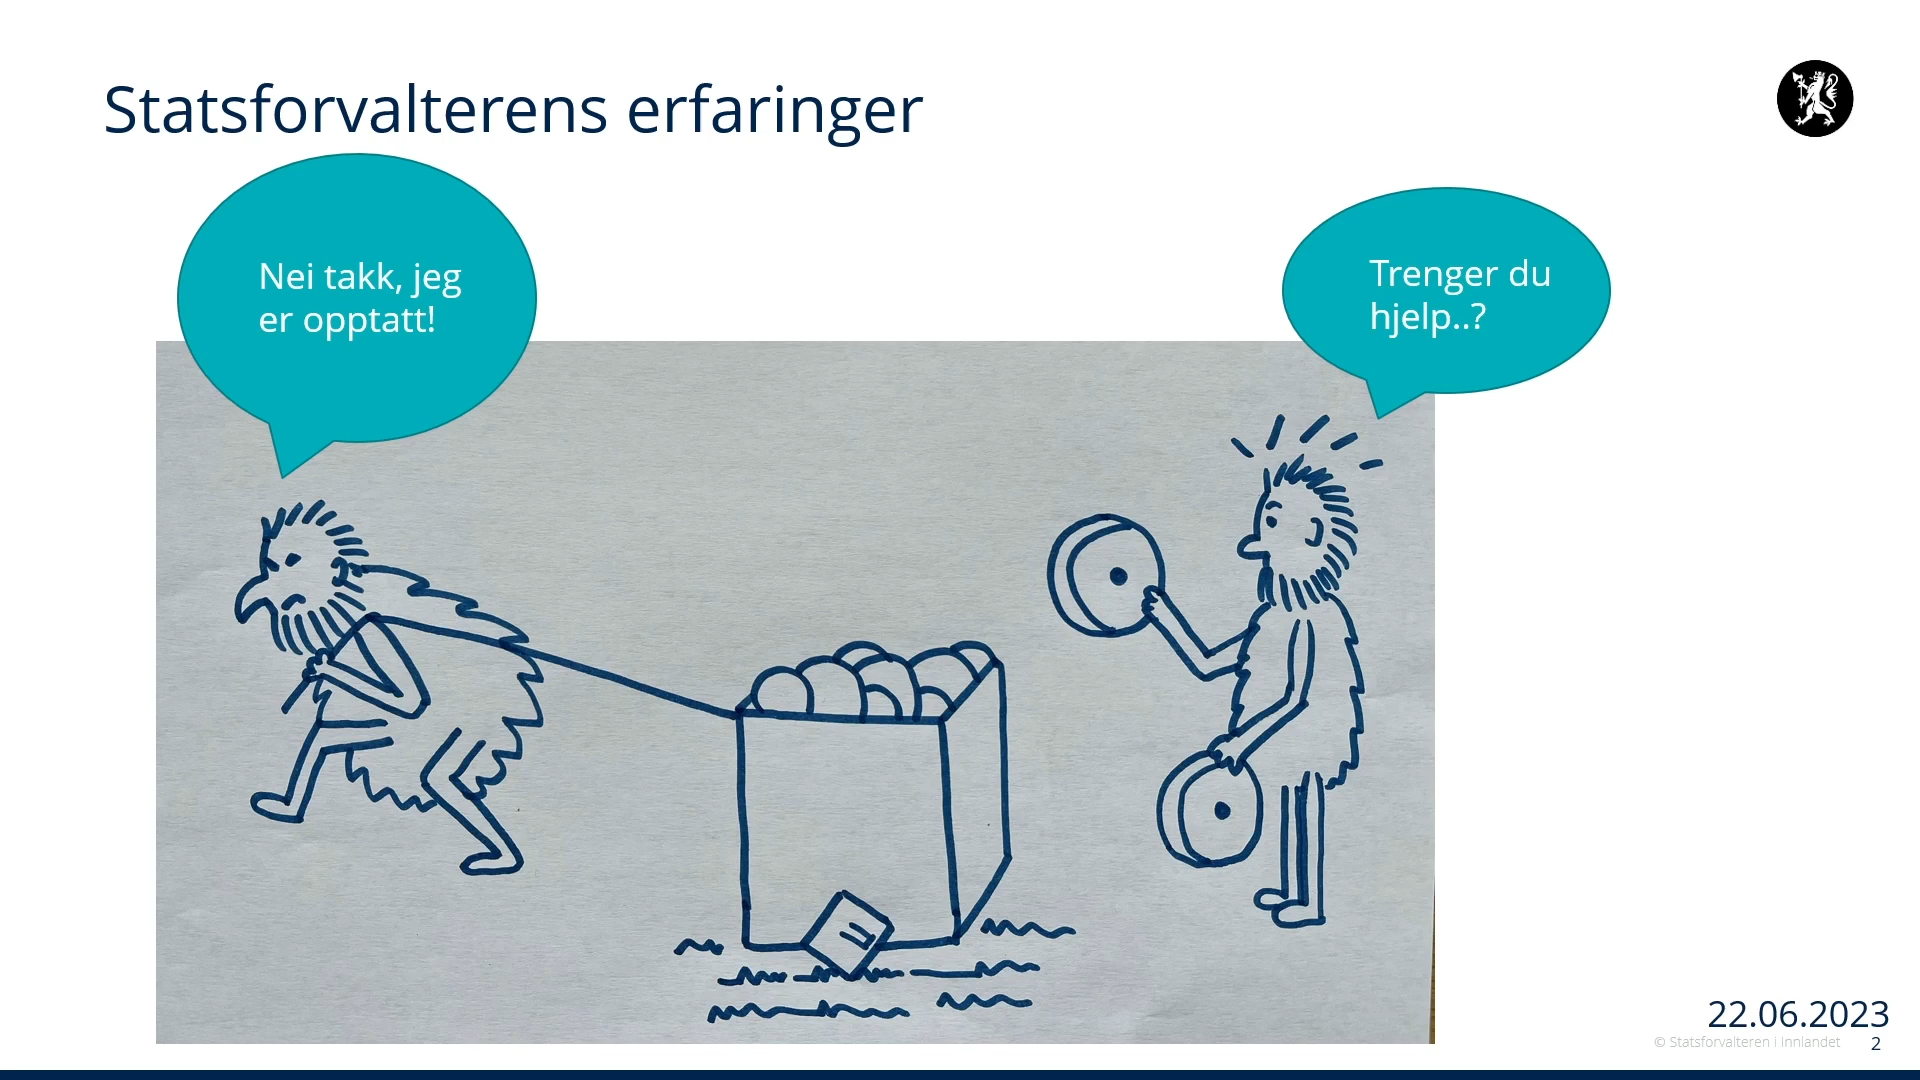 Statsforvalterens erfaringer
Nei takk, jeg
er opptatt!
Trenger du
hjelp..?
22.06.2023
© Statsforvalteren i Innlandet
2